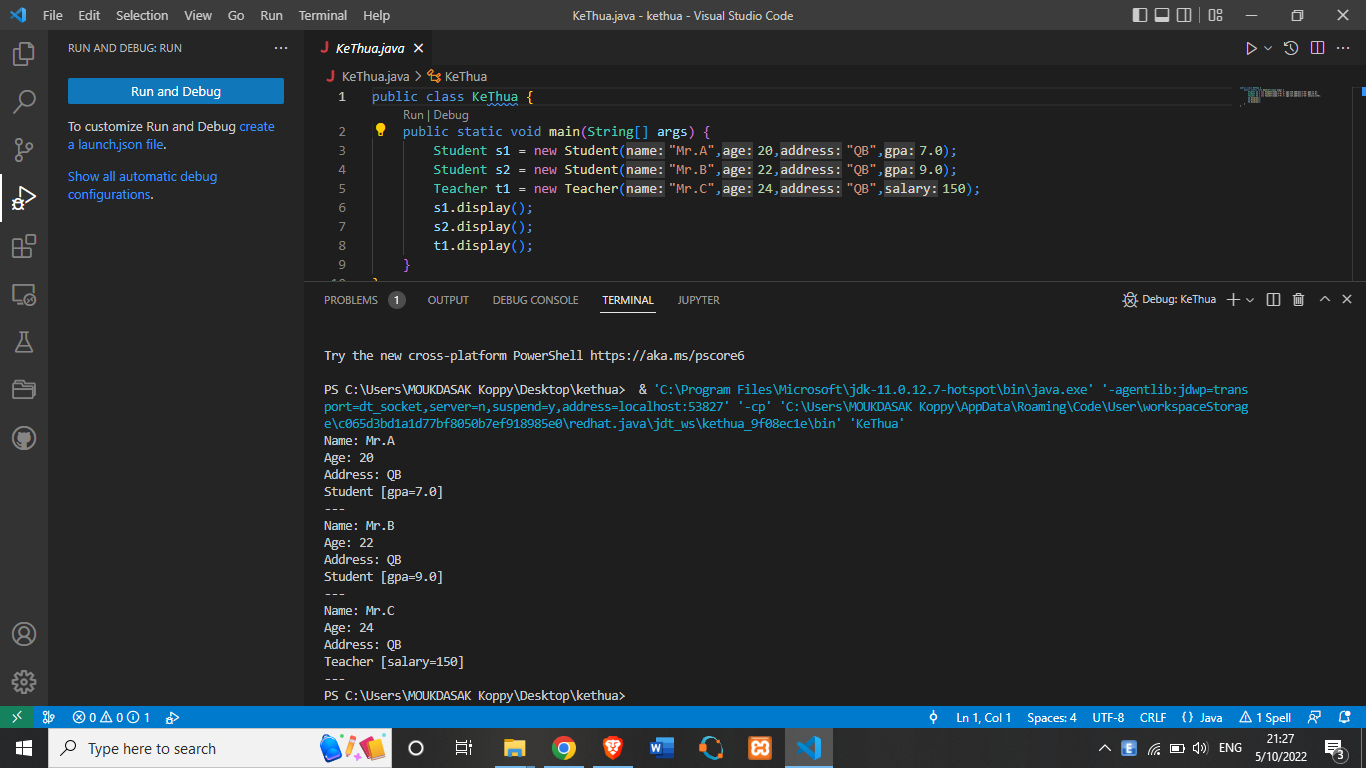 File Edit Selection View Go Run Terminal Help
KeThua.java - kethua - Visual Studio Code
RUN AND DEBUG: RUN
Run and Debug
To customize Run and Debug create
a launch.json file.
Show all automatic debug
configurations.
KeThua.java
KeThua.java > KeThua
1 public class KeThua {
Run | Debug
2 public static void main(String[] args) {
3 Student s1 = new Student(name: "Mr.A",age: 20,address: "QB",gpa: 7.0);
4 Student s2 = new Student(name: "Mr.B",age: 22,address: "QB",gpa: 9.0);
5 Teacher t1 = new Teacher(name: "Mr.C",age: 24,address: "QB",salary: 150);
6 s1.display();
7 s2.display();
8 t1.display();
9 }
10 }
PROBLEMS 1 OUTPUT DEBUG CONSOLE TERMINAL JUPYTER
Debug: KeThua
Try the new cross-platform PowerShell https://aka.ms/pscore6
PS C:\Users\MOUKDASAK Koppy\Desktop\kethua> & 'C:\Program Files\Microsoft\jdk-11.0.12.7-hotspot\bin\java.exe' '-agentlib:jdwp=trans
port=dt_socket,server=n,suspend=y,address=localhost:53827' '-cp' 'C:\Users\MOUKDASAK Koppy\AppData\Roaming\Code\User\workspaceStorag
e\c065d3bd1a1d77bf8050b7ef918985e0\redhat.java\jdt_ws\kethua_9f08ec1e\bin' 'KeThua'
Name: Mr.A
Age: 20
Address: QB
Student [gpa=7.0]
---
Name: Mr.B
Age: 22
Address: QB
Student [gpa=9.0]
---
Name: Mr.C
Age: 24
Address: QB
Teacher [salary=150]
---
PS C:\Users\MOUKDASAK Koppy\Desktop\kethua>
0 0 1
Ln 1, Col 1 Spaces: 4 UTF-8 CRLF {} Java 1 Spell
Type here to search
ENG
21:27
5/10/2022
3